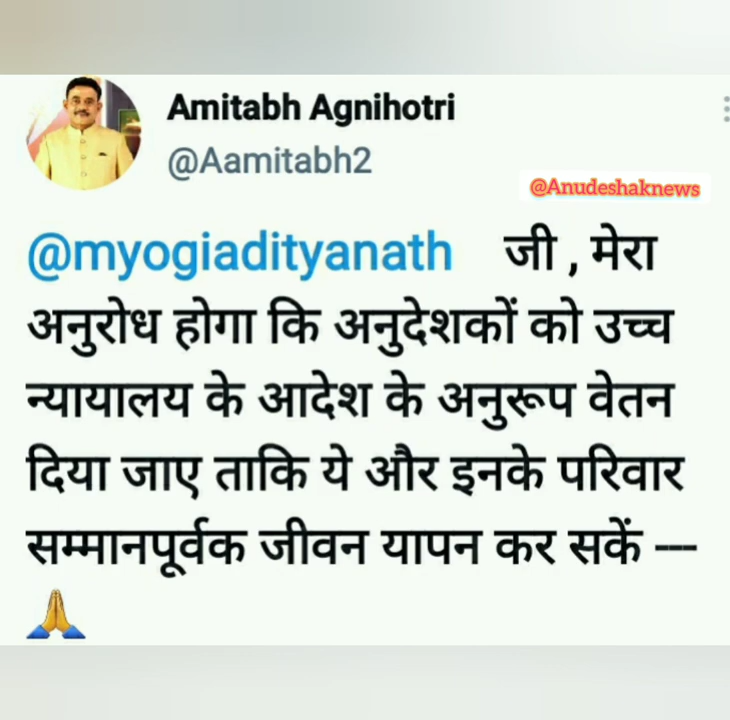 Amitabh Agnihotri
@Aamitabh2
@Anudeshaknews
@myogiadityanath जी , मेरा
अनुरोध होगा कि अनुदेशकों को उच्च
न्यायालय के आदेश के अनुरूप वेतन
दिया जाए ताकि ये और इनके परिवार
सम्मानपूर्वक जीवन यापन कर सकें ---
🙏